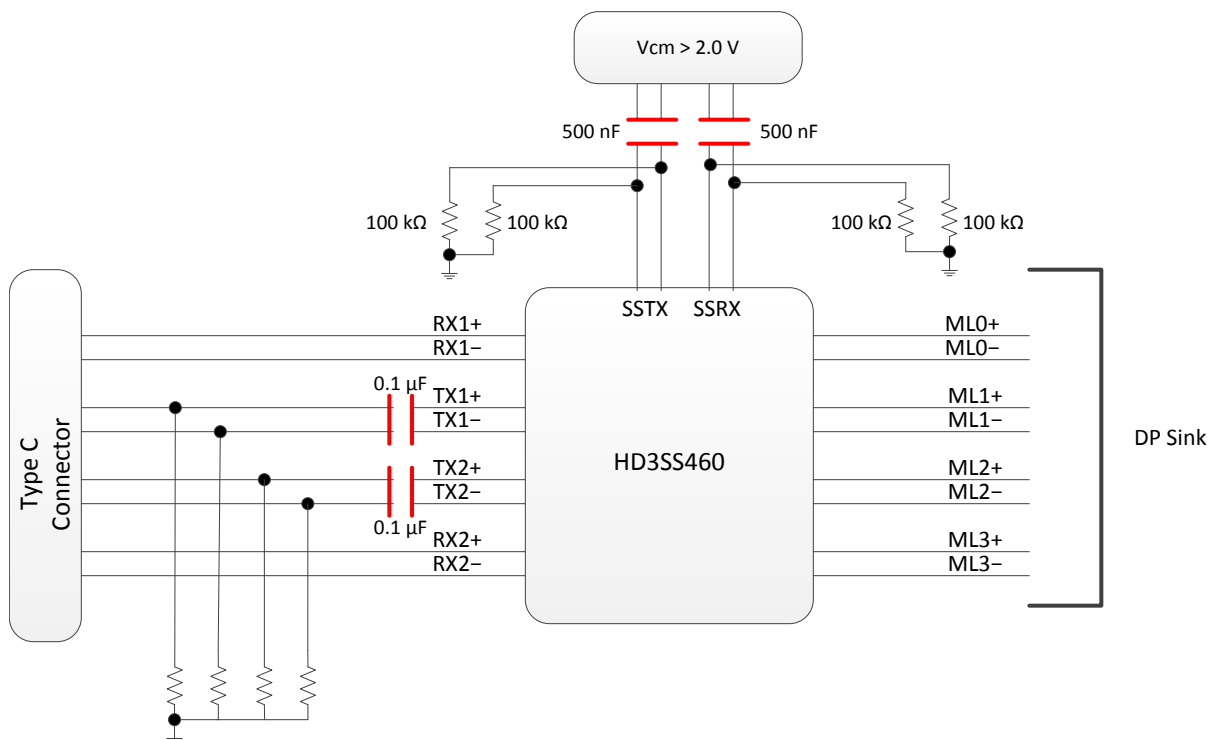 Vcm > 2.0 V
500 nF
500 nF
100 kΩ
100 kΩ
100 kΩ
100 kΩ
SSTX
SSRX
Type C
Connector
RX1+
RX1−
0.1 µF
TX1+
TX1−
TX2+
TX2−
0.1 µF
RX2+
RX2−
HD3SS460
ML0+
ML0−
ML1+
ML1−
ML2+
ML2−
ML3+
ML3−
DP Sink